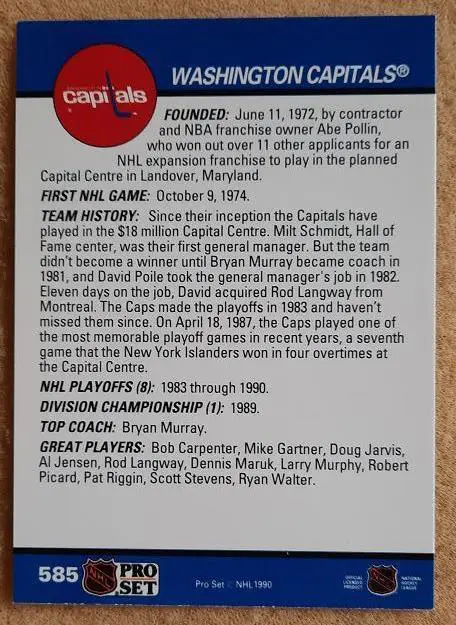 WASHINGTON CAPITALS®
capitals
FOUNDED: June 11, 1972, by contractor
and NBA franchise owner Abe Pollin,
who won out over 11 other applicants for an
NHL expansion franchise to play in the planned
Capital Centre in Landover, Maryland.
FIRST NHL GAME: October 9, 1974.
TEAM HISTORY: Since their inception the Capitals have
played in the $18 million Capital Centre. Milt Schmidt, Hall of
Fame center, was their first general manager. But the team
didn't become a winner until Bryan Murray became coach in
1981, and David Poile took the general manager's job in 1982.
Eleven days on the job, David acquired Rod Langway from
Montreal. The Caps made the playoffs in 1983 and haven't
missed them since. On April 18, 1987, the Caps played one of
the most memorable playoff games in recent years, a seventh
game that the New York Islanders won in four overtimes at
the Capital Centre.
NHL PLAYOFFS (8): 1983 through 1990.
DIVISION CHAMPIONSHIP (1): 1989.
TOP COACH: Bryan Murray.
GREAT PLAYERS: Bob Carpenter, Mike Gartner, Doug Jarvis,
Al Jensen, Rod Langway, Dennis Maruk, Larry Murphy, Robert
Picard, Pat Riggin, Scott Stevens, Ryan Walter.
585 NHL PRO SET
Pro Set © NHL 1990
OFFICIAL LICENSED PRODUCT
NATIONAL HOCKEY LEAGUE